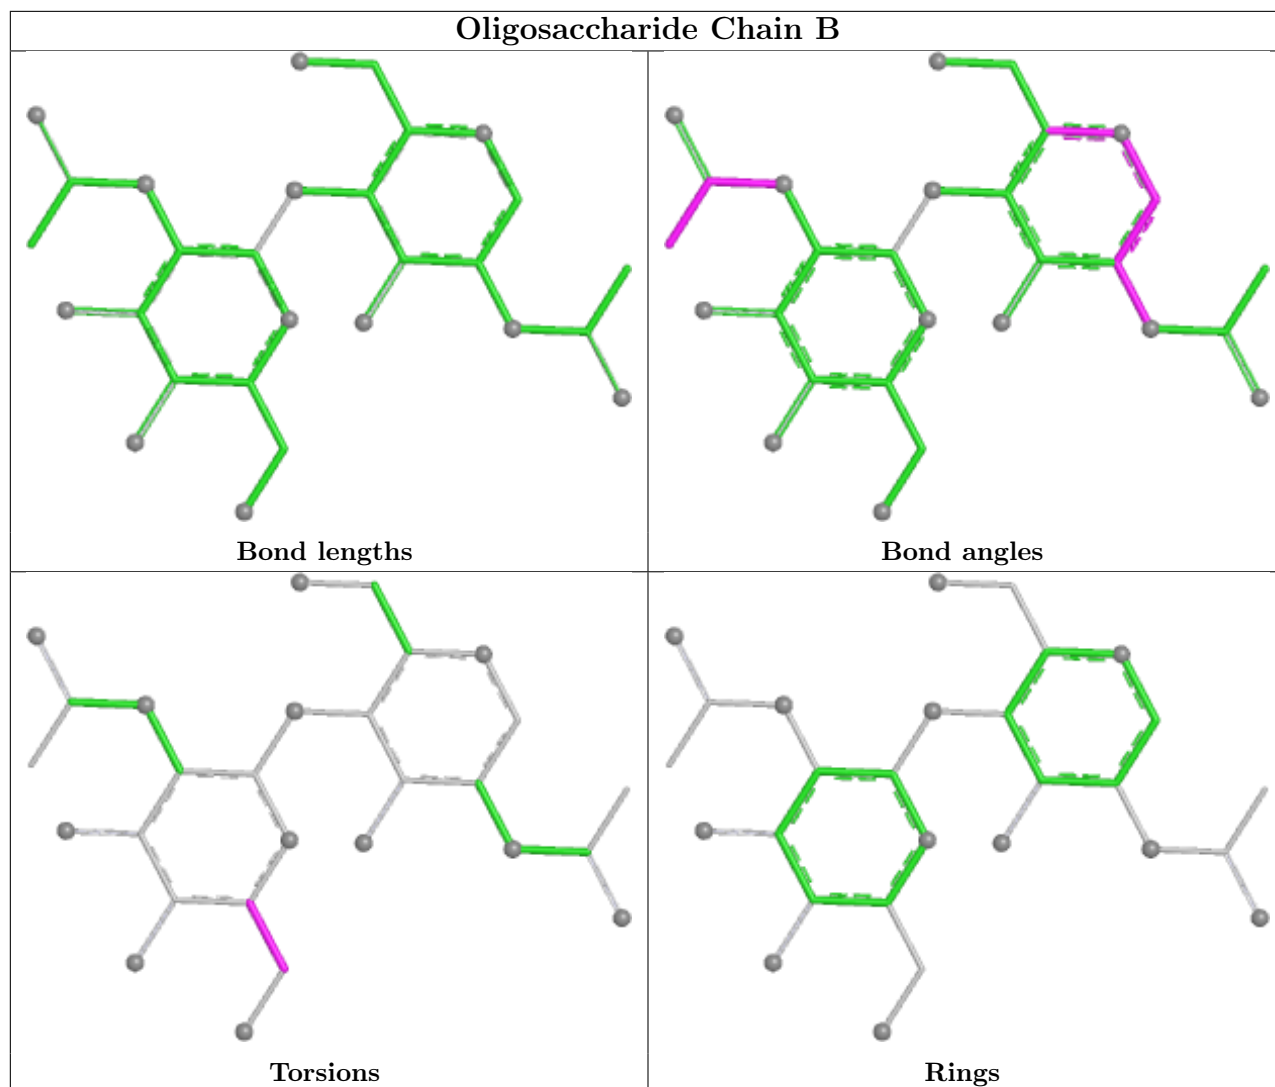 Oligosaccharide Chain B
Bond lengths
Bond angles
Torsions
Rings